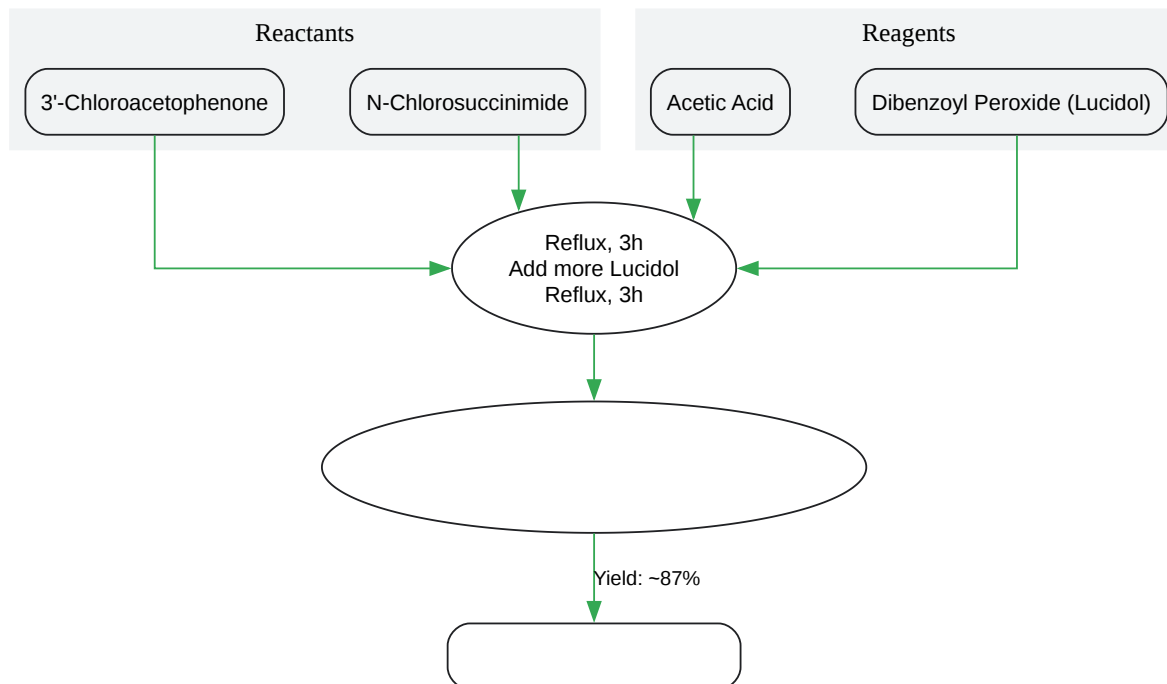 Reactants
Reagents
3'-Chloroacetophenone
N-Chlorosuccinimide
Acetic Acid
Dibenzoyl Peroxide (Lucidol)
Reflux, 3h
Add more Lucidol
Reflux, 3h
Yield: ~87%